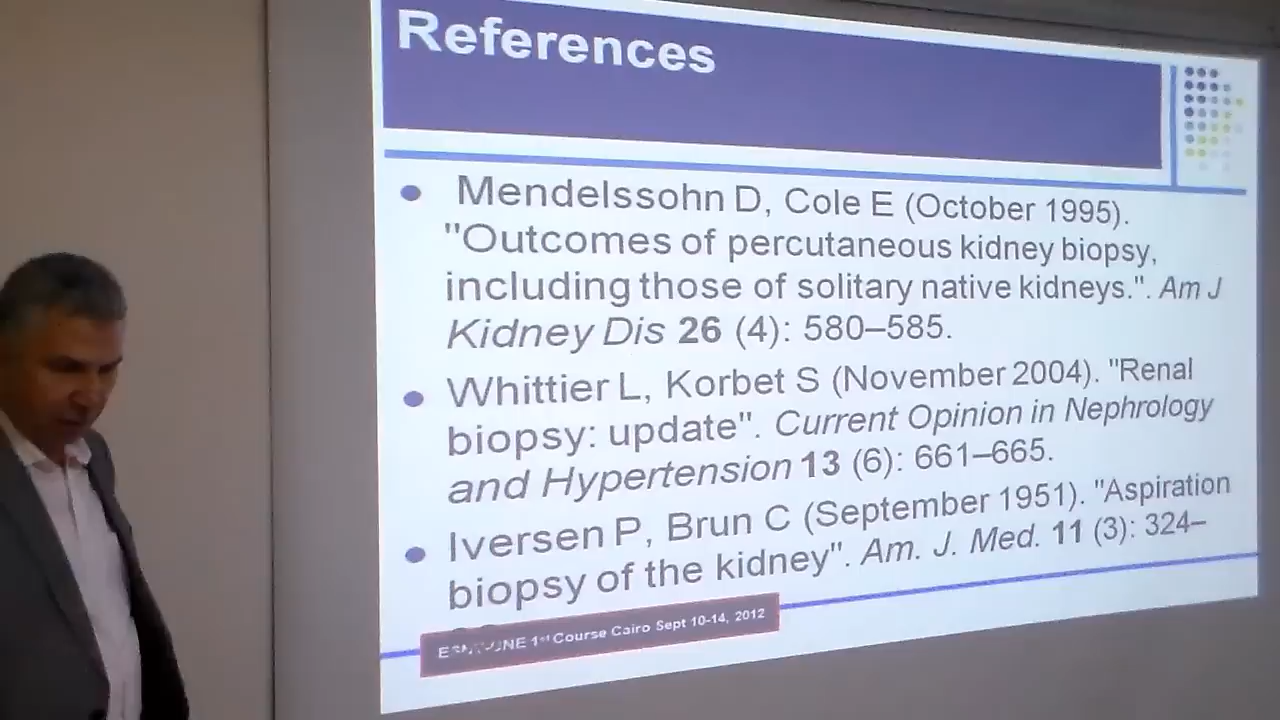 References
Mendelssohn D, Cole E (October 1995).
"Outcomes of percutaneous kidney biopsy,
including those of solitary native kidneys.". Am J
Kidney Dis 26 (4): 580–585.
Whittier L, Korbet S (November 2004). "Renal
biopsy: update". Current Opinion in Nephrology
and Hypertension 13 (6): 661–665.
Iversen P, Brun C (September 1951). "Aspiration
biopsy of the kidney". Am. J. Med. 11 (3): 324–
1st Course Cairo Sept 10-14, 2012